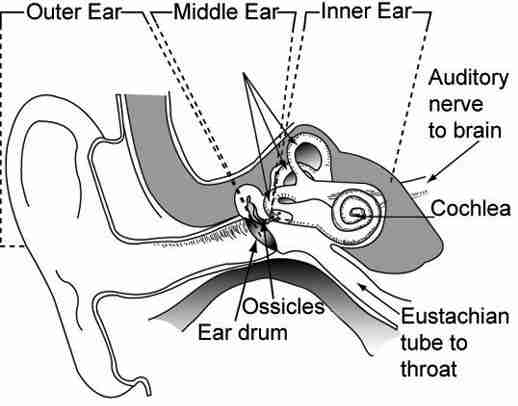 Outer Ear
Middle Ear
Inner Ear
Auditory
nerve
to brain
Cochlea
Ossicles
Ear drum
Eustachian
tube to
throat